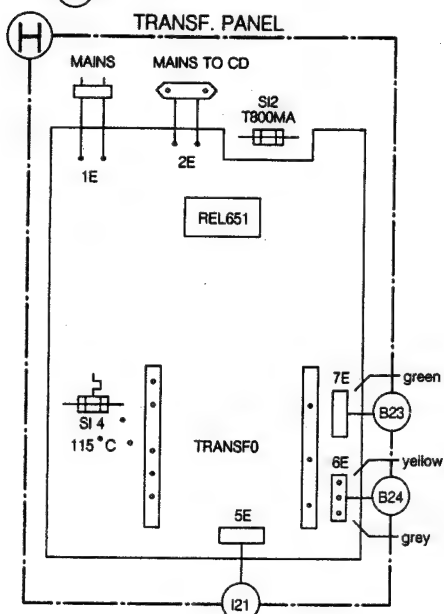 TRANSF. PANEL
H
MAINS
MAINS TO CD
SI2
T800MA
1E
2E
REL651
7E
green
B23
SI 4
115°C
TRANSF0
6E
yellow
B24
5E
grey
I21